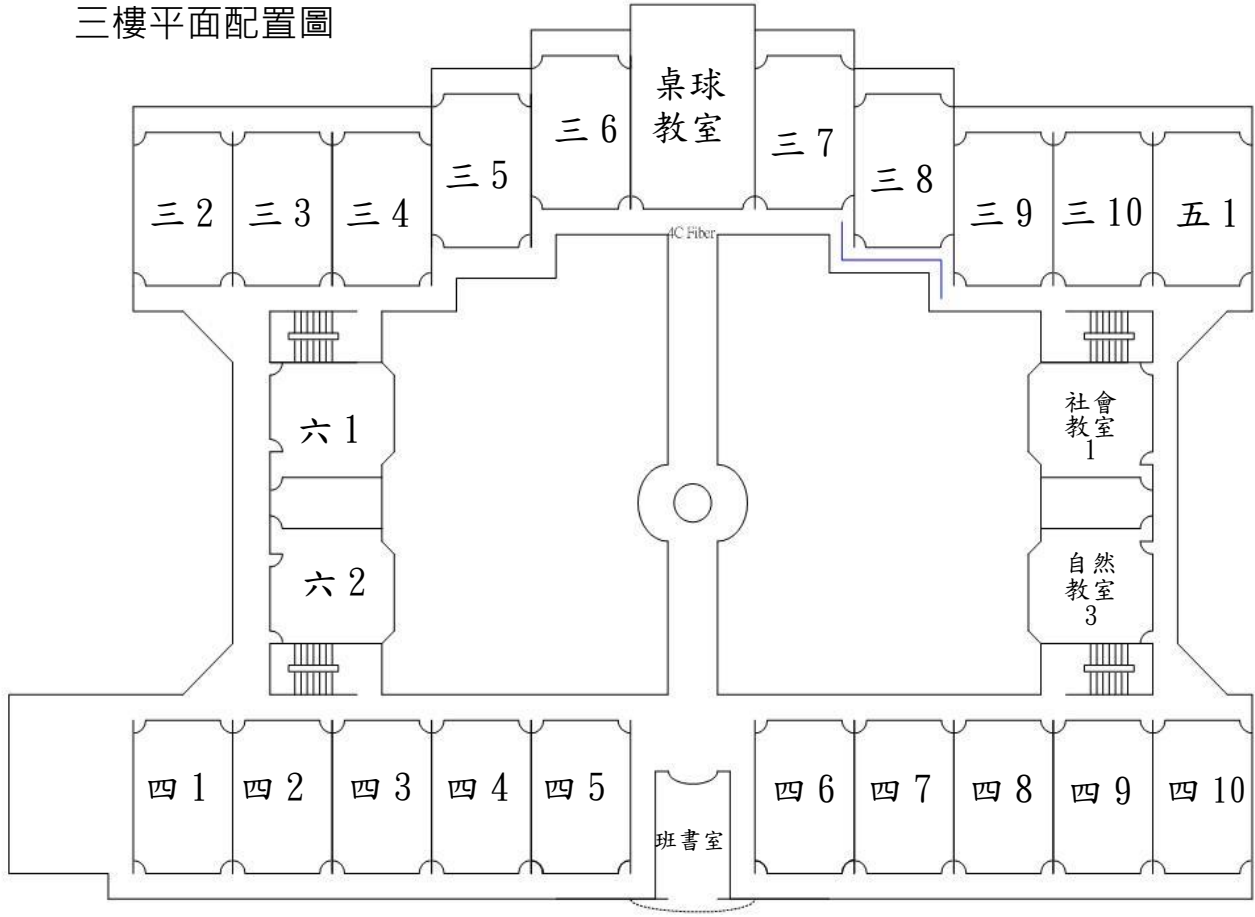 三樓平面配置圖
桌球
教室
三 6
三 7
三 5
三 8
三 2
三 3
三 4
三 9
三 10
五 1
4C Fiber
六 1
社會
教室
1
六 2
自然
教室
3
四 1
四 2
四 3
四 4
四 5
四 6
四 7
四 8
四 9
四 10
班書室